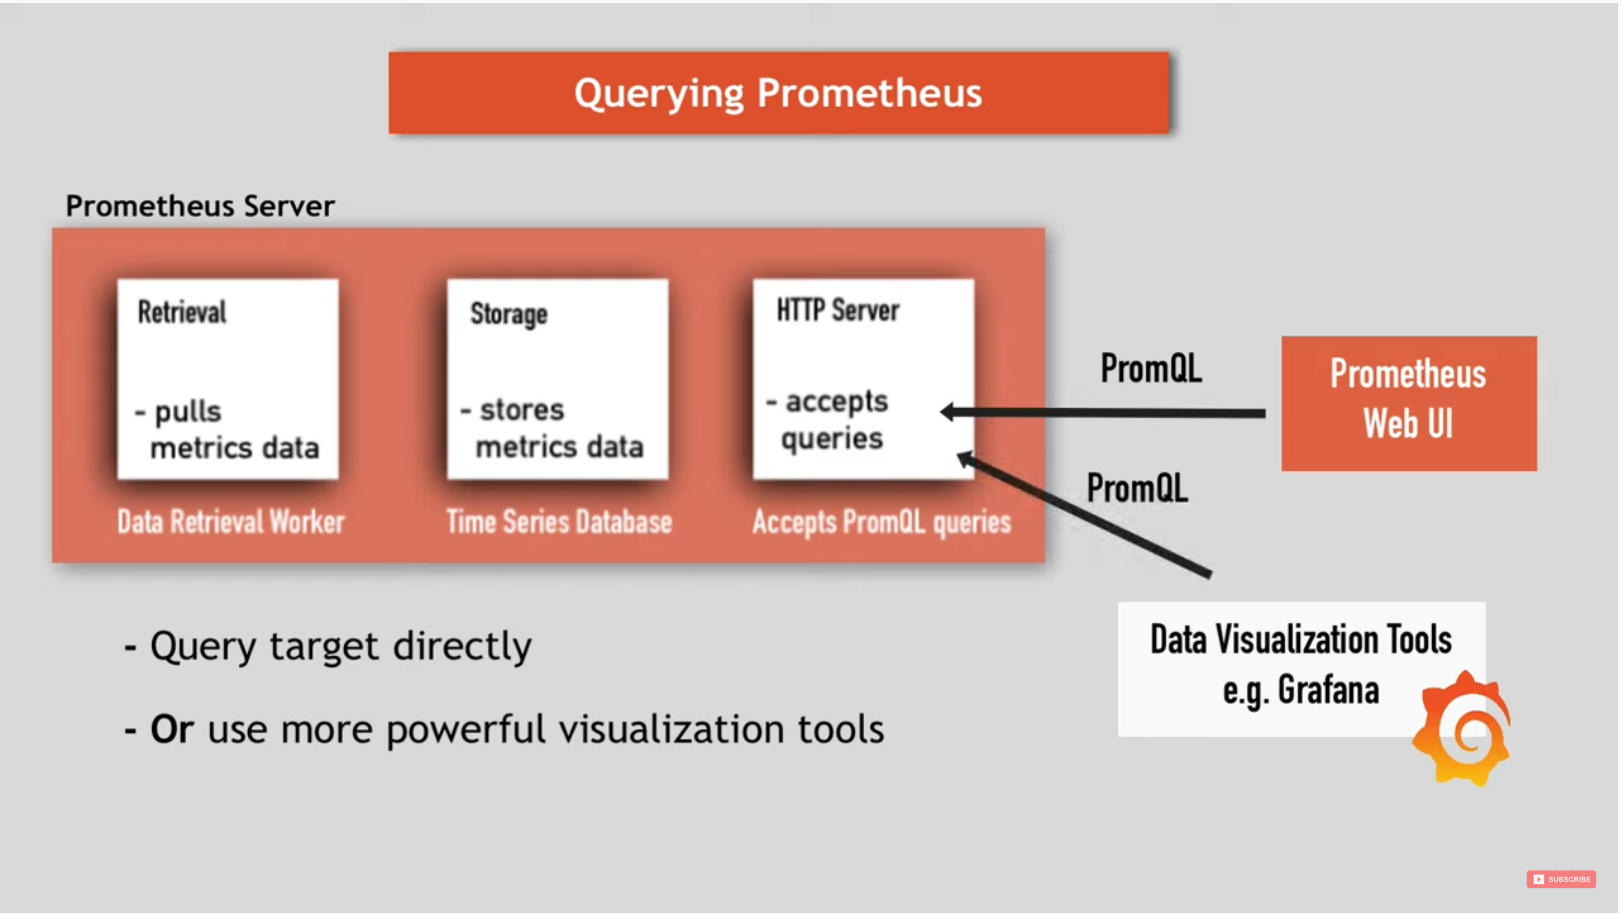 Querying Prometheus
Prometheus Server
Retrieval
- pulls
metrics data
Data Retrieval Worker
Storage
- stores
metrics data
Time Series Database
HTTP Server
- accepts
queries
Accepts PromQL queries
PromQL
Prometheus
Web UI
PromQL
Data Visualization Tools
e.g. Grafana
- Query target directly
- Or use more powerful visualization tools
SUBSCRIBE